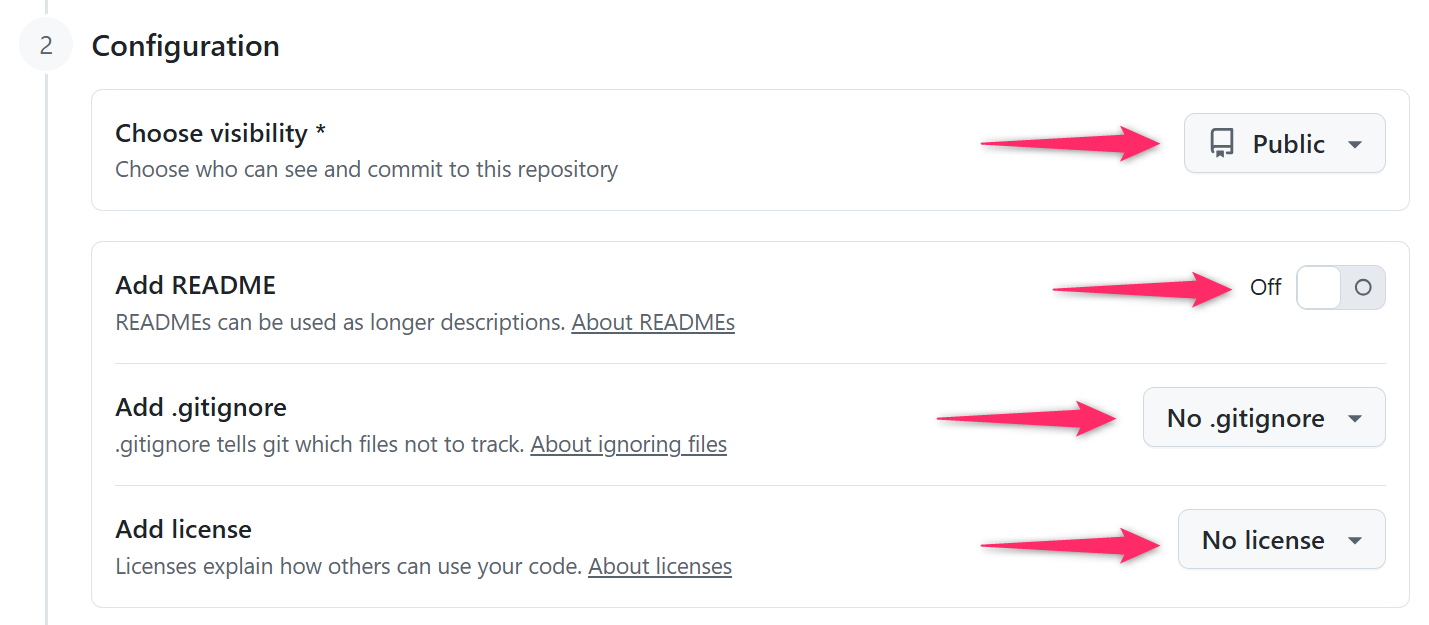 2
Configuration
Choose visibility *
Choose who can see and commit to this repository
Public
Add README
READMEs can be used as longer descriptions. About READMEs
Off
Add .gitignore
.gitignore tells git which files not to track. About ignoring files
No .gitignore
Add license
Licenses explain how others can use your code. About licenses
No license